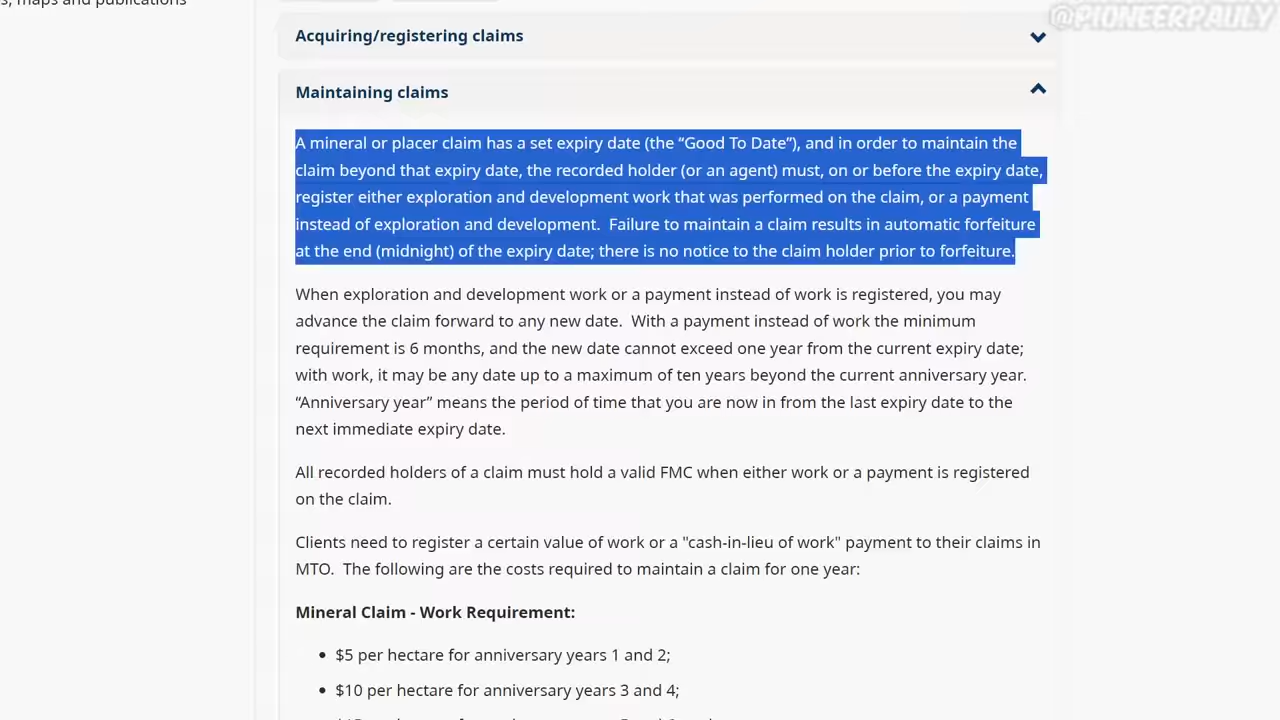 s, maps and publications
@PIONEERPAULY
Acquiring/registering claims
Maintaining claims
A mineral or placer claim has a set expiry date (the “Good To Date”), and in order to maintain the
claim beyond that expiry date, the recorded holder (or an agent) must, on or before the expiry date,
register either exploration and development work that was performed on the claim, or a payment
instead of exploration and development.  Failure to maintain a claim results in automatic forfeiture
at the end (midnight) of the expiry date; there is no notice to the claim holder prior to forfeiture.
When exploration and development work or a payment instead of work is registered, you may
advance the claim forward to any new date.  With a payment instead of work the minimum
requirement is 6 months, and the new date cannot exceed one year from the current expiry date;
with work, it may be any date up to a maximum of ten years beyond the current anniversary year.
“Anniversary year” means the period of time that you are now in from the last expiry date to the
next immediate expiry date.
All recorded holders of a claim must hold a valid FMC when either work or a payment is registered
on the claim.
Clients need to register a certain value of work or a "cash-in-lieu of work" payment to their claims in
MTO.  The following are the costs required to maintain a claim for one year:
Mineral Claim - Work Requirement:
• $5 per hectare for anniversary years 1 and 2;
• $10 per hectare for anniversary years 3 and 4;